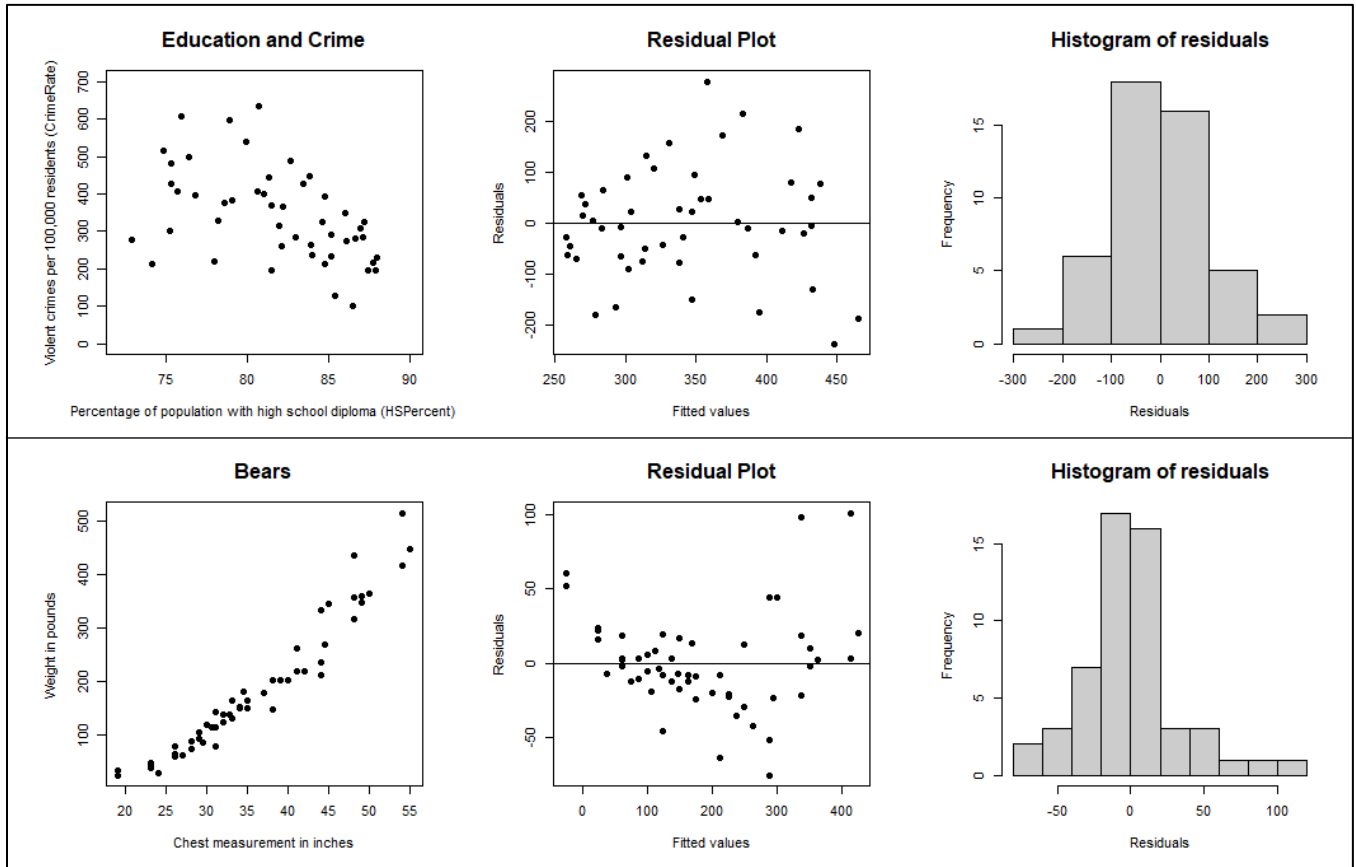 Education and Crime
Violent crimes per 100,000 residents (CrimeRate)
700
600
500
400
300
200
100
0
75 80 85 90
Percentage of population with high school diploma (HSPercent)
Residual Plot
Residuals
200
100
0
-100
-200
250 300 350 400 450
Fitted values
Histogram of residuals
Frequency
15
10
5
0
-300 -200 -100 0 100 200 300
Residuals
Bears
Weight in pounds
500
400
300
200
100
20 25 30 35 40 45 50 55
Chest measurement in inches
Residual Plot
Residuals
100
50
0
-50
0 100 200 300 400
Fitted values
Histogram of residuals
Frequency
15
10
5
0
-50 0 50 100
Residuals